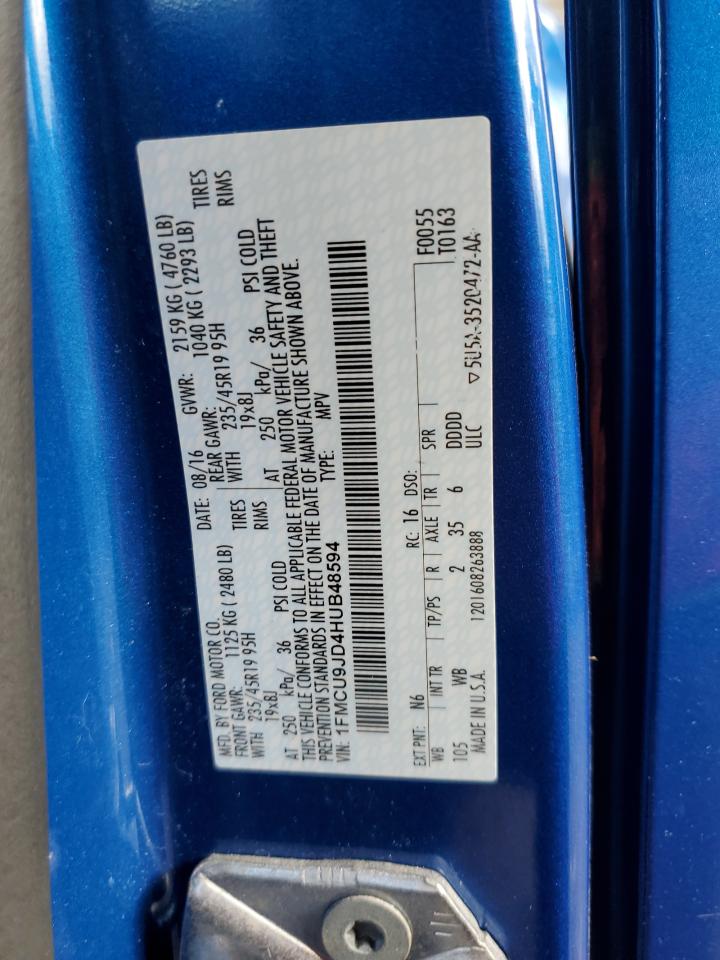 MFD. BY FORD MOTOR CO. DATE: 08/16 GVWR: 2159 KG ( 4760 LB)
FRONT GAWR: 1125 KG ( 2480 LB) REAR GAWR: 1040 KG ( 2293 LB)
WITH 235/45R19 95H TIRES WITH 235/45R19 95H TIRES
19x8J RIMS 19x8J RIMS
AT 250 kPa/ 36 PSI COLD AT 250 kPa/ 36 PSI COLD
THIS VEHICLE CONFORMS TO ALL APPLICABLE FEDERAL MOTOR VEHICLE SAFETY AND THEFT
PREVENTION STANDARDS IN EFFECT ON THE DATE OF MANUFACTURE SHOWN ABOVE.
VIN: 1FMCU9JD4HUB48594 TYPE: MPV
EXT PNT: N6 RC: 16 DSO: F0055
WB INT TR TP/PS R AXLE TR SPR T0163
105 WB 2 35 6 DDDD
MADE IN U.S.A. 1201608263888 ULC ▽5U5A-3520472-AA